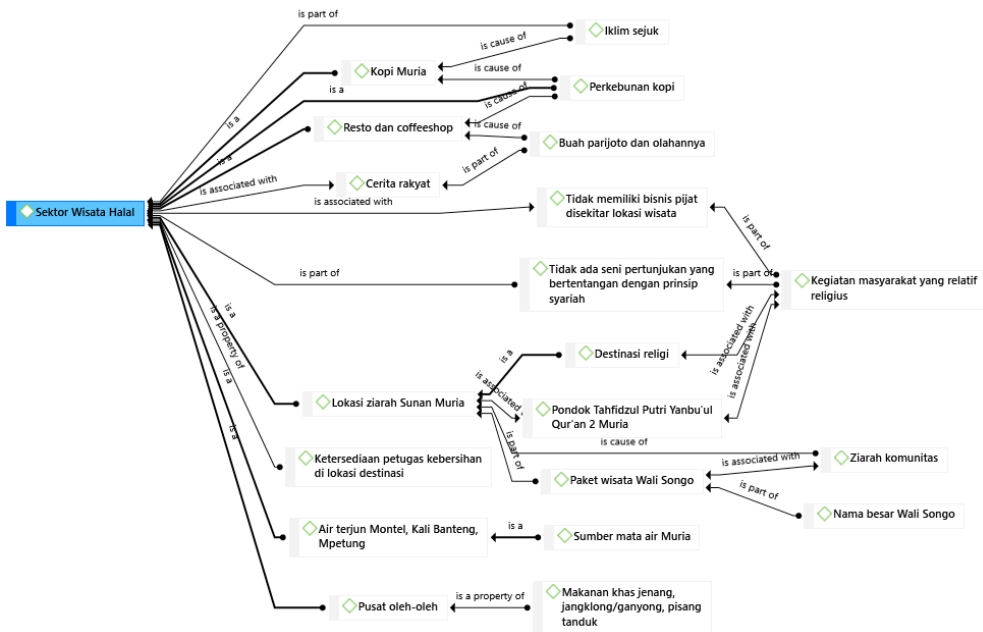 is part of
Iklim sejuk
is cause of
Kopi Muria
is cause of
is a
Perkebunan kopi
is cause of
is a
Resto dan coffeeshop
is cause of
Buah parijoto dan olahannya
is a
is part of
Cerita rakyat
is associated with
is associated with
Tidak memiliki bisnis pijat
disekitar lokasi wisata
Sektor Wisata Halal
is part of
is part of
Tidak ada seni pertunjukan yang
bertentangan dengan prinsip
syariah
is part of
Kegiatan masyarakat yang relatif
religius
is a
is a property of
is a
is a
is a
Destinasi religi
is associated with
is associated with
is associated
Lokasi ziarah Sunan Muria
Pondok Tahfidzul Putri Yanbu'ul
Qur'an 2 Muria
is part of
is cause of
Ziarah komunitas
is associated with
Ketersediaan petugas kebersihan
di lokasi destinasi
Paket wisata Wali Songo
is part of
Nama besar Wali Songo
Air terjun Montel, Kali Banteng,
Mpetung
is a
Sumber mata air Muria
Pusat oleh-oleh
is a property of
Makanan khas jenang,
jangklong/ganyong, pisang
tanduk